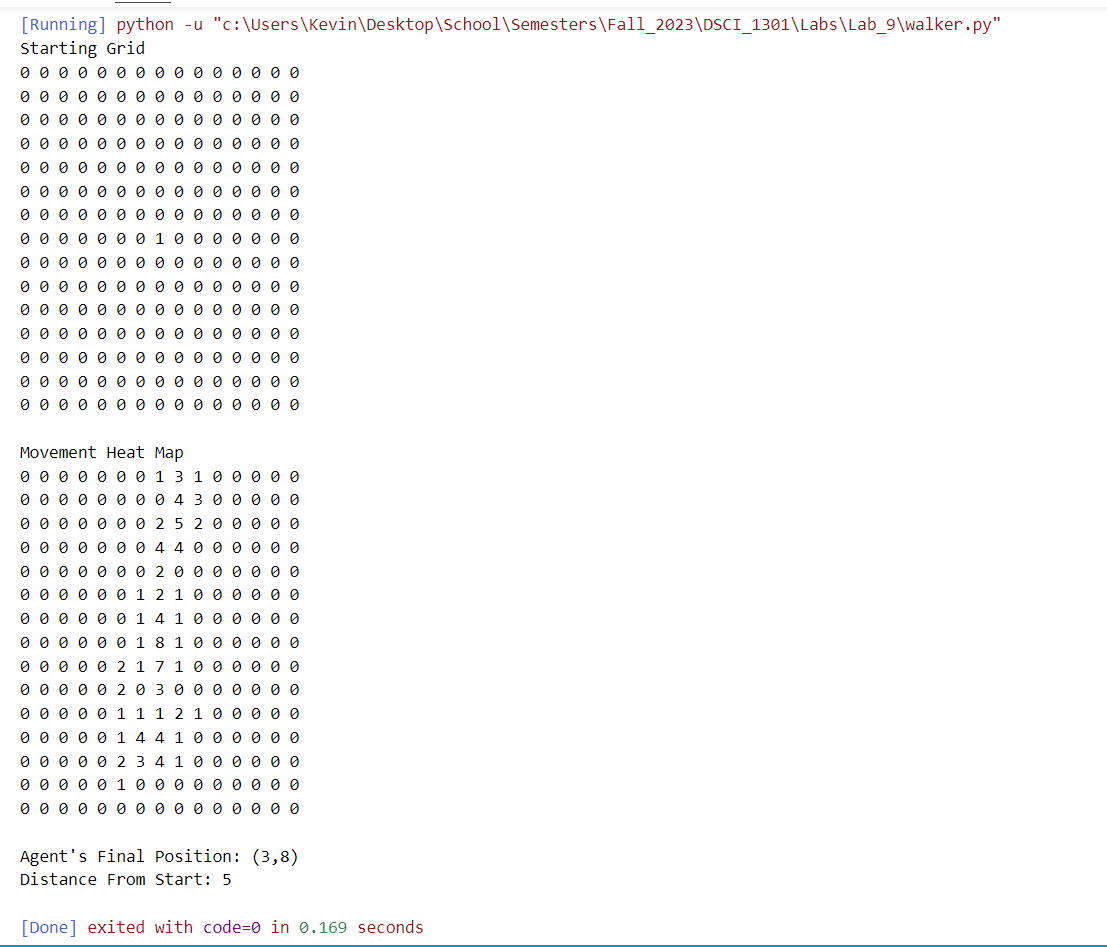 [Running] python -u "c:\Users\Kevin\Desktop\School\Semesters\Fall_2023\DSCI_1301\Labs\Lab_9\walker.py"
Starting Grid
0 0 0 0 0 0 0 0 0 0 0 0 0 0 0
0 0 0 0 0 0 0 0 0 0 0 0 0 0 0
0 0 0 0 0 0 0 0 0 0 0 0 0 0 0
0 0 0 0 0 0 0 0 0 0 0 0 0 0 0
0 0 0 0 0 0 0 0 0 0 0 0 0 0 0
0 0 0 0 0 0 0 0 0 0 0 0 0 0 0
0 0 0 0 0 0 0 0 0 0 0 0 0 0 0
0 0 0 0 0 0 0 1 0 0 0 0 0 0 0
0 0 0 0 0 0 0 0 0 0 0 0 0 0 0
0 0 0 0 0 0 0 0 0 0 0 0 0 0 0
0 0 0 0 0 0 0 0 0 0 0 0 0 0 0
0 0 0 0 0 0 0 0 0 0 0 0 0 0 0
0 0 0 0 0 0 0 0 0 0 0 0 0 0 0
0 0 0 0 0 0 0 0 0 0 0 0 0 0 0
0 0 0 0 0 0 0 0 0 0 0 0 0 0 0

Movement Heat Map
0 0 0 0 0 0 0 1 3 1 0 0 0 0 0
0 0 0 0 0 0 0 0 4 3 0 0 0 0 0
0 0 0 0 0 0 0 2 5 2 0 0 0 0 0
0 0 0 0 0 0 0 4 4 0 0 0 0 0 0
0 0 0 0 0 0 0 2 0 0 0 0 0 0 0
0 0 0 0 0 0 1 2 1 0 0 0 0 0 0
0 0 0 0 0 0 1 4 1 0 0 0 0 0 0
0 0 0 0 0 0 1 8 1 0 0 0 0 0 0
0 0 0 0 0 2 1 7 1 0 0 0 0 0 0
0 0 0 0 0 2 0 3 0 0 0 0 0 0 0
0 0 0 0 0 1 1 1 2 1 0 0 0 0 0
0 0 0 0 0 1 4 4 1 0 0 0 0 0 0
0 0 0 0 0 2 3 4 1 0 0 0 0 0 0
0 0 0 0 0 1 0 0 0 0 0 0 0 0 0
0 0 0 0 0 0 0 0 0 0 0 0 0 0 0

Agent's Final Position: (3,8)
Distance From Start: 5

[Done] exited with code=0 in 0.169 seconds